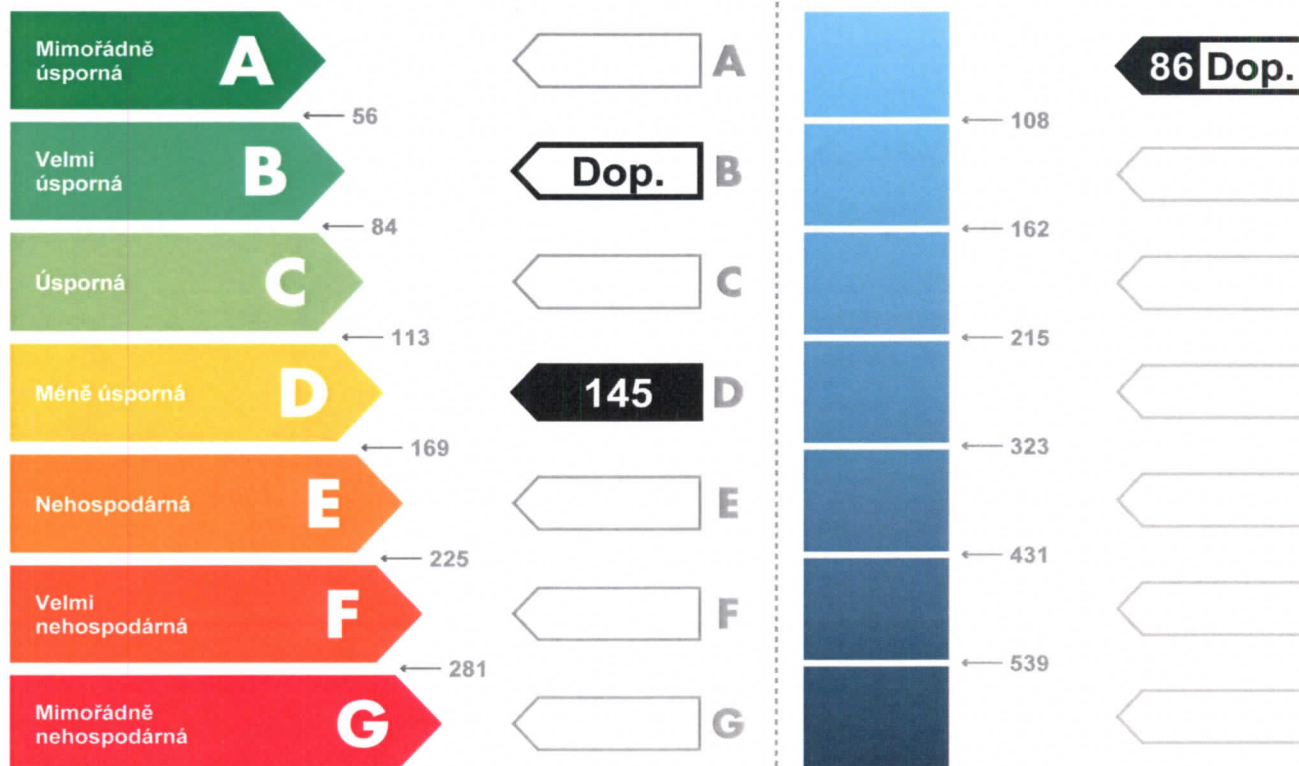 Mimořádně
úsporná
A
A
86 Dop.
56
108
Velmi
úsporná
B
Dop.
B
84
162
Úsporná
C
C
113
215
Méně úsporná
D
145
D
169
323
Nehospodárná
E
E
225
431
Velmi
nehospodárná
F
F
281
539
Mimořádně
nehospodárná
G
G